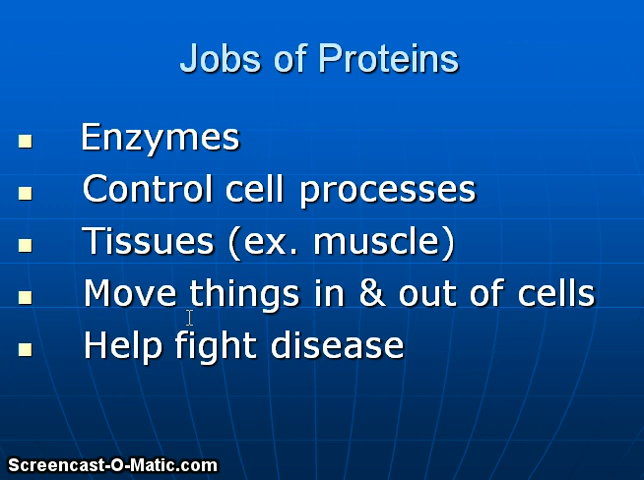 Jobs of Proteins
Enzymes
Control cell processes
Tissues (ex. muscle)
Move things in & out of cells
Help fight disease
Screencast-O-Matic.com